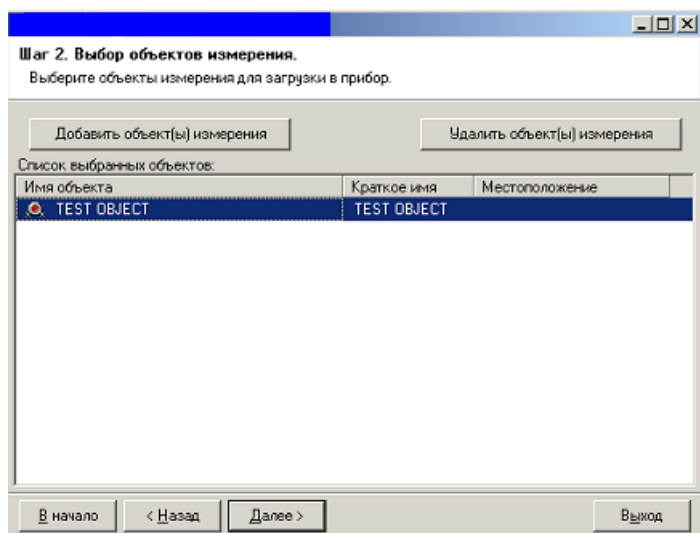 Шаг 2. Выбор объектов измерения.
Выберите объекты измерения для загрузки в прибор.
Добавить объект(ы) измерения Удалить объект(ы) измерения
Список выбранных объектов:
Имя объекта Краткое имя Местоположение
TEST OBJECT TEST OBJECT
В начало < Назад Далее > Выход